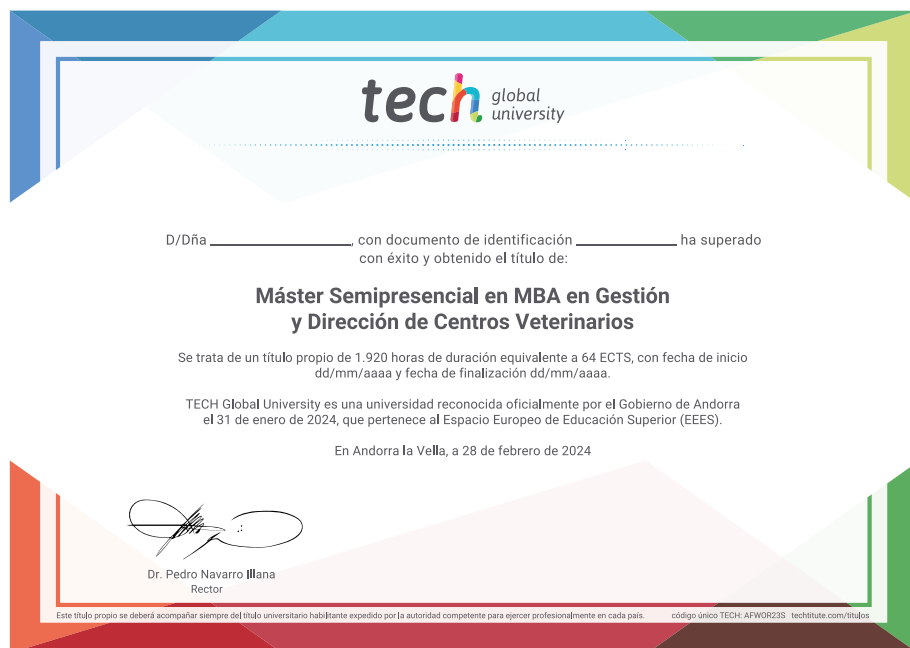 tech global university
D/Dña ____________________, con documento de identificación ______________ ha superado
con éxito y obtenido el título de:
Máster Semipresencial en MBA en Gestión
y Dirección de Centros Veterinarios
Se trata de un título propio de 1.920 horas de duración equivalente a 64 ECTS, con fecha de inicio
dd/mm/aaaa y fecha de finalización dd/mm/aaaa.
TECH Global University es una universidad reconocida oficialmente por el Gobierno de Andorra
el 31 de enero de 2024, que pertenece al Espacio Europeo de Educación Superior (EEES).
En Andorra la Vella, a 28 de febrero de 2024
Dr. Pedro Navarro Illana
Rector
Este título propio se deberá acompañar siempre del título universitario habilitante expedido por la autoridad competente para ejercer profesionalmente en cada país. código único TECH: AFWOR23S techtitute.com/titulos